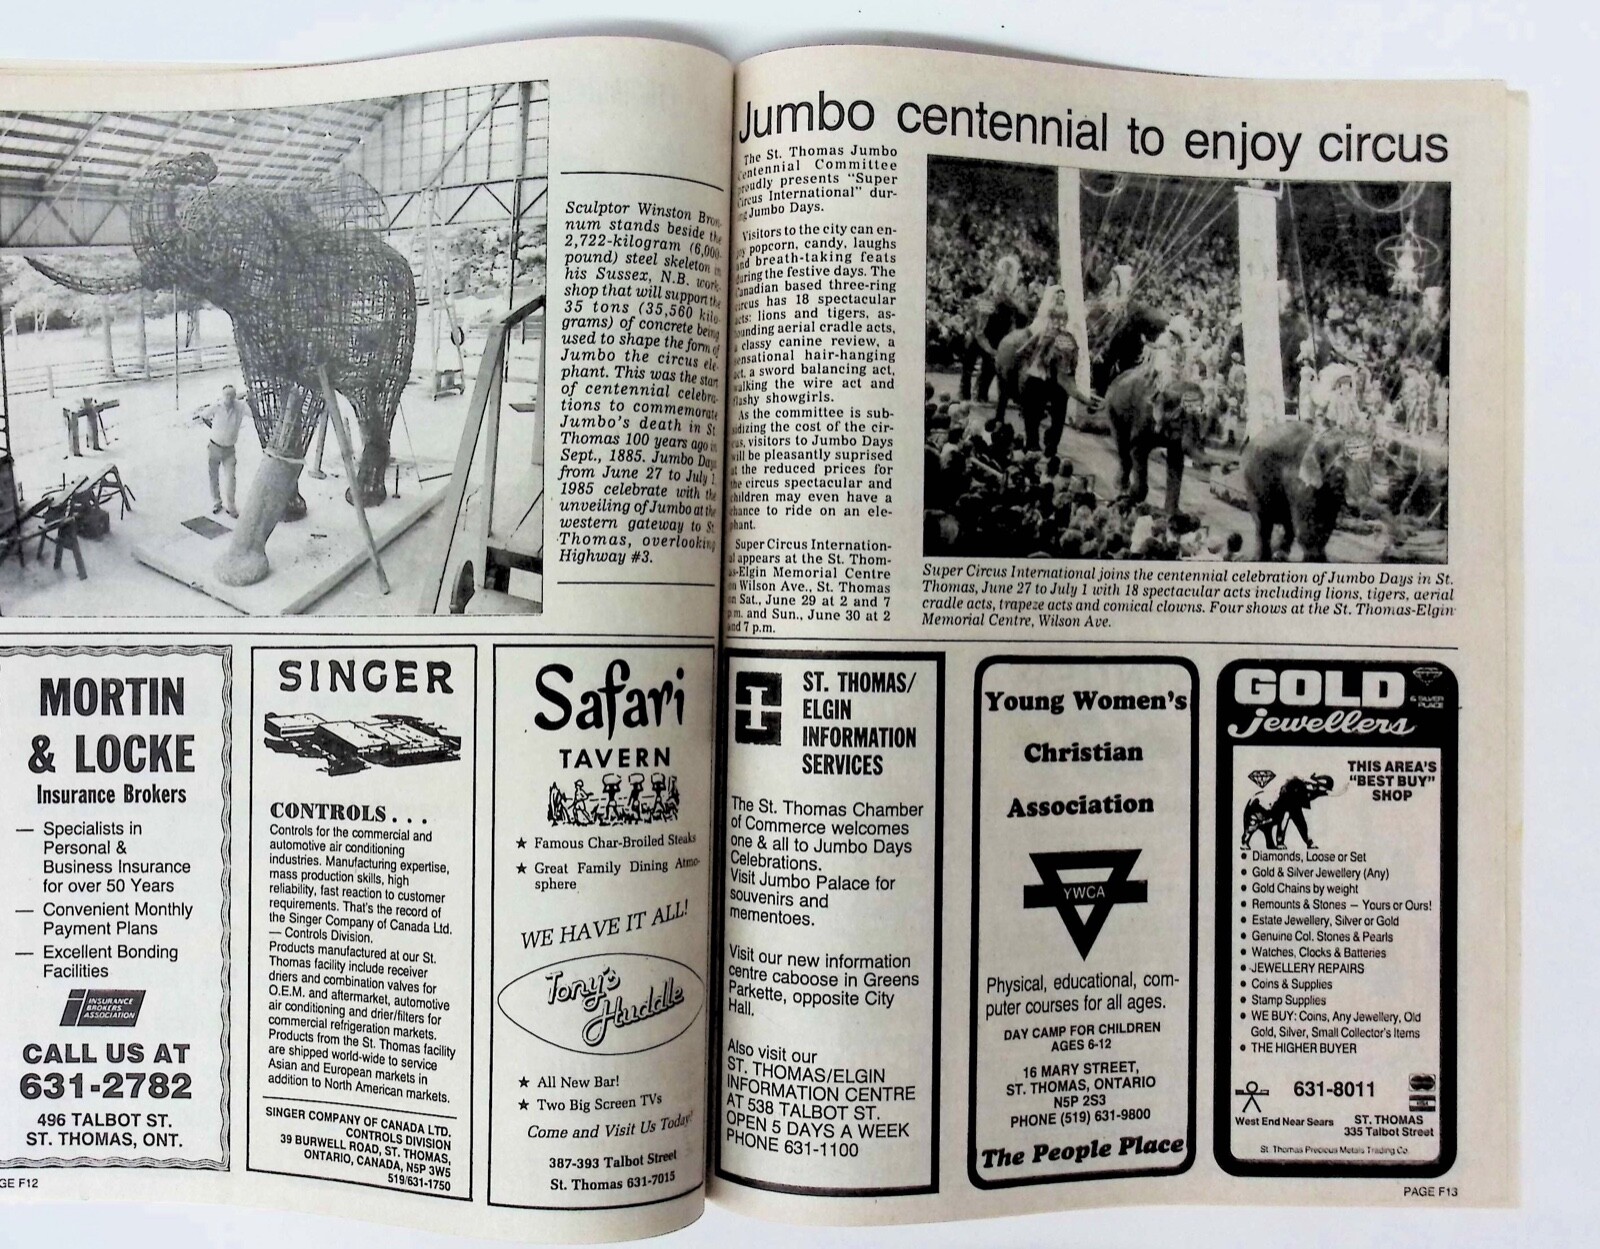 Sculptor Winston Bron-
num stands beside the
2,722-kilogram (6,000-
pound) steel skeleton in
his Sussex, N.B. work-
shop that will support the
35 tons (35,560 kilo-
grams) of concrete being
used to shape the form of
Jumbo the circus ele-
phant. This was the start
of centennial celebra-
tions to commemorate
Jumbo's death in St.
Thomas 100 years ago in
Sept., 1885. Jumbo Days
from June 27 to July 1,
1985 celebrate with the
unveiling of Jumbo at the
western gateway to St.
Thomas, overlooking
Highway #3.
MORTIN
& LOCKE
Insurance Brokers
— Specialists in
Personal &
Business Insurance
for over 50 Years
— Convenient Monthly
Payment Plans
— Excellent Bonding
Facilities
INSURANCE
BROKERS
ASSOCIATION
CALL US AT
631-2782
496 TALBOT ST.
ST. THOMAS, ONT.
GE F12
SINGER
CONTROLS . . .
Controls for the commercial and
automotive air conditioning
industries. Manufacturing expertise,
mass production skills, high
reliability, fast reaction to customer
requirements. That's the record of
the Singer Company of Canada Ltd.
— Controls Division.
Products manufactured at our St.
Thomas facility include receiver
driers and combination valves for
O.E.M. and aftermarket, automotive
air conditioning and drier/filters for
commercial refrigeration markets.
Products from the St. Thomas facility
are shipped world-wide to service
Asian and European markets in
addition to North American markets.
SINGER COMPANY OF CANADA LTD.
CONTROLS DIVISION
39 BURWELL ROAD, ST. THOMAS,
ONTARIO, CANADA, N5P 3W5
519/631-1750
Safari
TAVERN
★ Famous Char-Broiled Steaks
★ Great Family Dining Atmo-
sphere
WE HAVE IT ALL!
Tony's
Huddle
★ All New Bar!
★ Two Big Screen TVs
Come and Visit Us Today!
387-393 Talbot Street
St. Thomas 631-7015
Jumbo centennial to enjoy circus
The St. Thomas Jumbo
Centennial Committee
proudly presents "Super
Circus International" dur-
ing Jumbo Days.
Visitors to the city can en-
joy popcorn, candy, laughs
and breath-taking feats
during the festive days. The
Canadian based three-ring
circus has 18 spectacular
acts: lions and tigers, as-
tounding aerial cradle acts,
a classy canine review, a
sensational hair-hanging
act, a sword balancing act,
walking the wire act and
flashy showgirls.
As the committee is sub-
sidizing the cost of the cir-
cus, visitors to Jumbo Days
will be pleasantly suprised
at the reduced prices for
the circus spectacular and
children may even have a
chance to ride on an ele-
phant.
Super Circus Internation-
al appears at the St. Thom-
as-Elgin Memorial Centre
on Wilson Ave., St. Thomas
on Sat., June 29 at 2 and 7
p.m. and Sun., June 30 at 2
and 7 p.m.
Super Circus International joins the centennial celebration of Jumbo Days in St.
Thomas, June 27 to July 1 with 18 spectacular acts including lions, tigers, aerial
cradle acts, trapeze acts and comical clowns. Four shows at the St. Thomas-Elgin
Memorial Centre, Wilson Ave.
ST. THOMAS/
ELGIN
INFORMATION
SERVICES
The St. Thomas Chamber
of Commerce welcomes
one & all to Jumbo Days
Celebrations.
Visit Jumbo Palace for
souvenirs and
mementoes.
Visit our new information
centre caboose in Greens
Parkette, opposite City
Hall.
Also visit our
ST. THOMAS/ELGIN
INFORMATION CENTRE
AT 538 TALBOT ST.
OPEN 5 DAYS A WEEK
PHONE 631-1100
Young Women's
Christian
Association
YWCA
Physical, educational, com-
puter courses for all ages.
DAY CAMP FOR CHILDREN
AGES 6-12
16 MARY STREET,
ST. THOMAS, ONTARIO
N5P 2S3
PHONE (519) 631-9800
The People Place
GOLD
& SILVER
PLACE
jewellers
THIS AREA'S
"BEST BUY"
SHOP
• Diamonds, Loose or Set
• Gold & Silver Jewellery (Any)
• Gold Chains by weight
• Remounts & Stones — Yours or Ours!
• Estate Jewellery, Silver or Gold
• Genuine Col. Stones & Pearls
• Watches, Clocks & Batteries
• JEWELLERY REPAIRS
• Coins & Supplies
• Stamp Supplies
• WE BUY: Coins, Any Jewellery, Old
Gold, Silver, Small Collector's Items
• THE HIGHER BUYER
631-8011
VISA
West End Near Sears
ST. THOMAS
335 Talbot Street
St. Thomas Precious Metals Trading Co.
PAGE F13